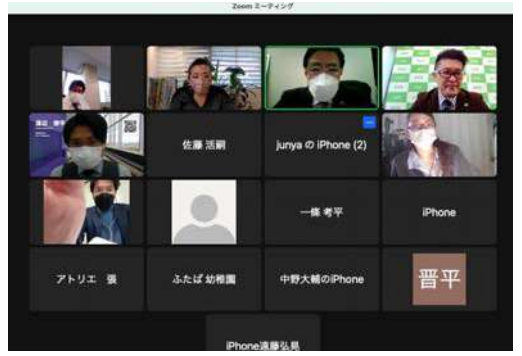 Zoom ミーティング
佐藤 活嗣
junya の iPhone (2)
一條 考平
iPhone
アトリエ 張
ふたば 幼稚園
中野大輔のiPhone
晋平
iPhone遠藤弘晃